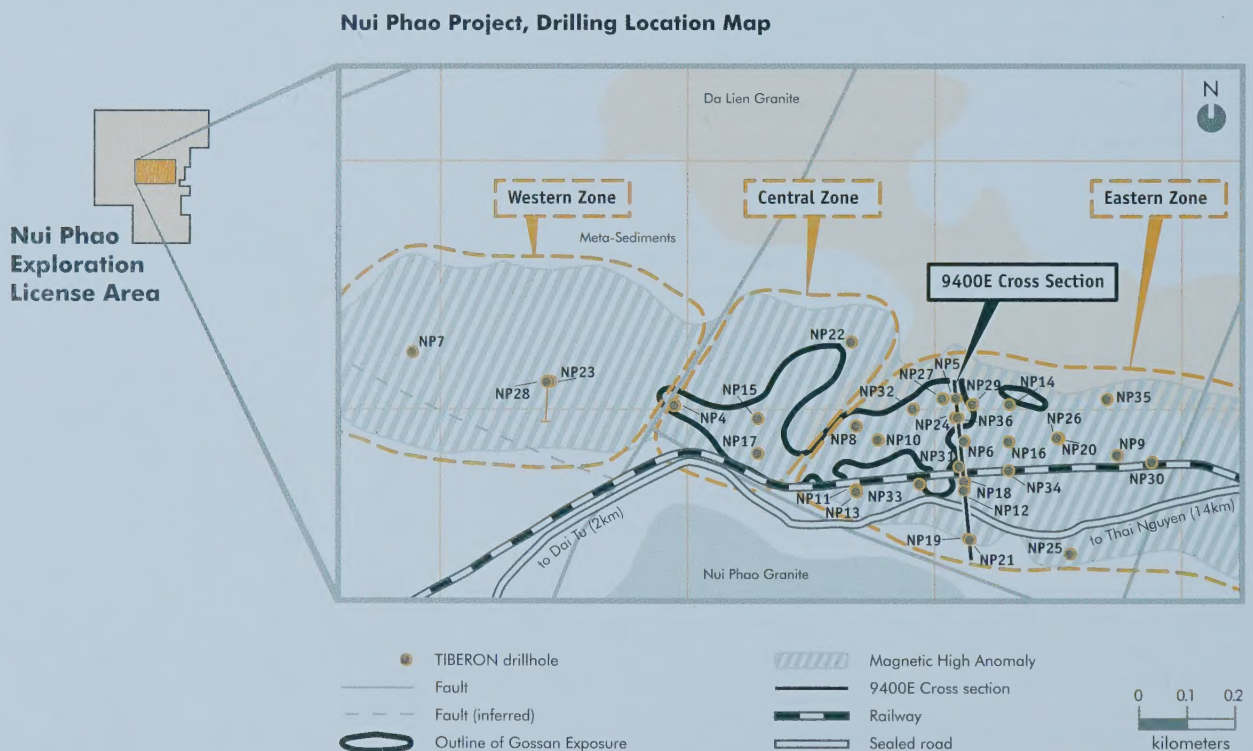 Nui Phao Project, Drilling Location Map
Nui Phao
Exploration
License Area
Da Lien Granite
N
Western Zone
Central Zone
Eastern Zone
Meta-Sediments
9400E Cross Section
NP7
NP23
NP28
NP22
NP15
NP4
NP17
NP5
NP27
NP32
NP29
NP14
NP35
NP8
NP10
NP24
NP36
NP26
NP31
NP6
NP16
NP20
NP9
NP30
NP11
NP33
NP18
NP34
NP13
NP12
NP19
NP21
NP25
to Dai Tu (2km)
to Thai Nguyen (14km)
Nui Phao Granite
TIBERON drillhole
Fault
Fault (inferred)
Outline of Gossan Exposure
Magnetic High Anomaly
9400E Cross section
Railway
Sealed road
0 0.1 0.2
kilometers